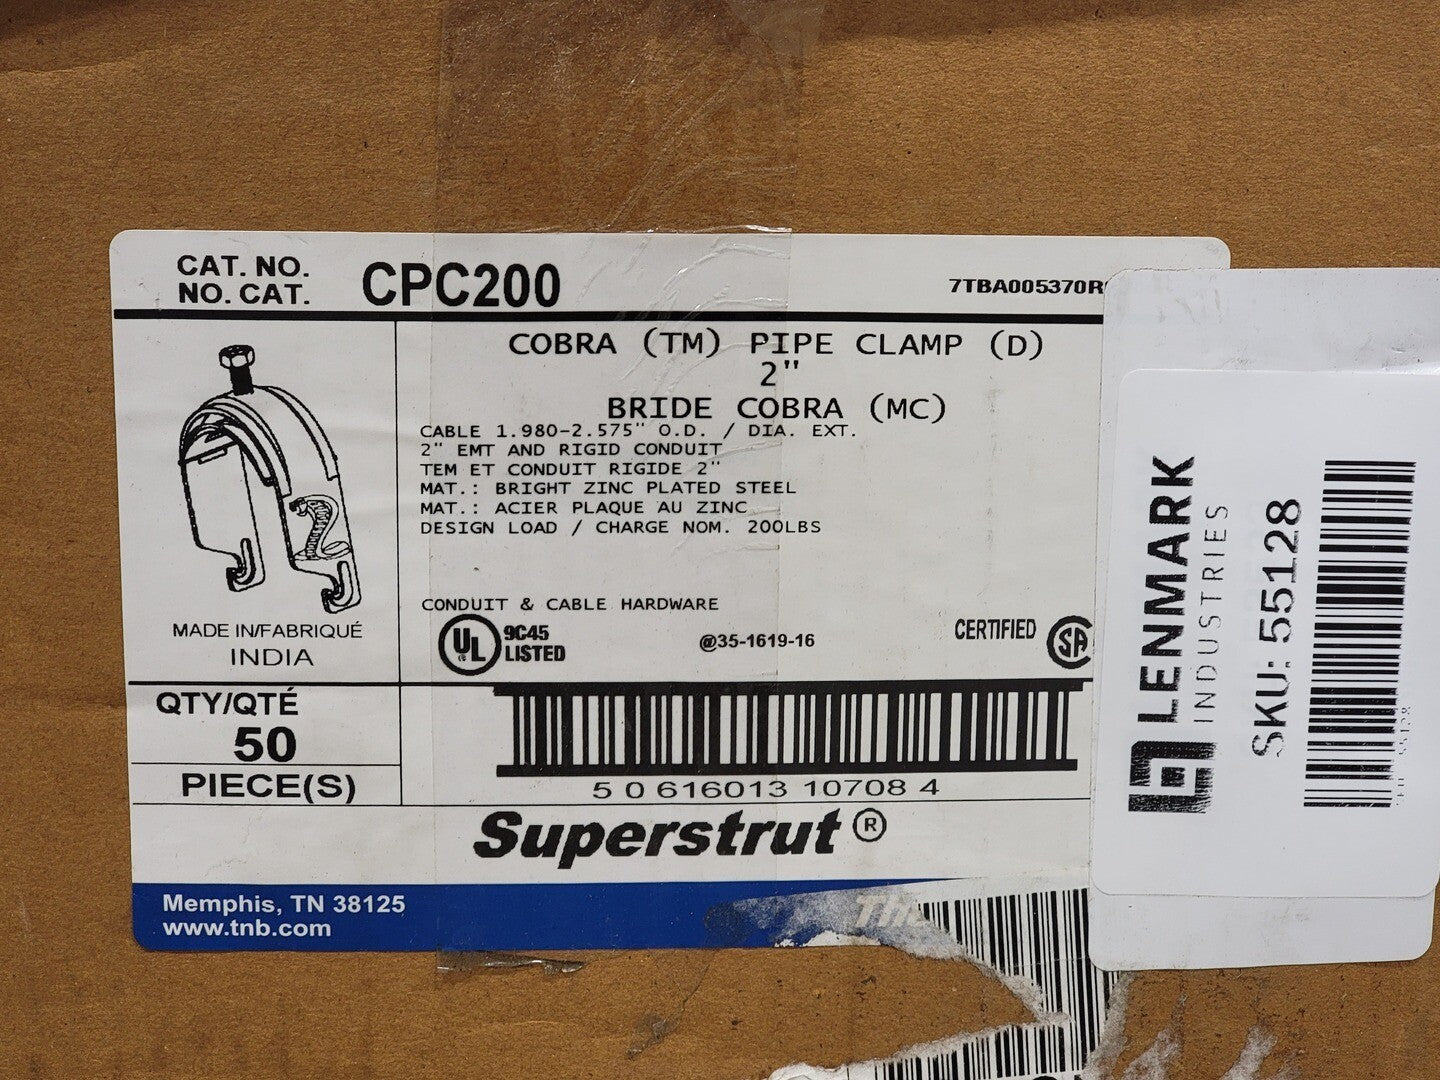 CAT. NO.
NO. CAT.
CPC200
7TBA005370R
COBRA (TM) PIPE CLAMP (D)
2"
BRIDE COBRA (MC)
CABLE 1.980-2.575" O.D. / DIA. EXT.
2" EMT AND RIGID CONDUIT
TEM ET CONDUIT RIGIDE 2"
MAT.: BRIGHT ZINC PLATED STEEL
MAT.: ACIER PLAQUE AU ZINC
DESIGN LOAD / CHARGE NOM. 200LBS
CONDUIT & CABLE HARDWARE
UL
9C45
LISTED
@35-1619-16
CERTIFIED
SA
MADE IN/FABRIQUÉ
INDIA
QTY/QTÉ
50
PIECE(S)
5 0 616013 10708 4
Superstrut®
Memphis, TN 38125
www.tnb.com
LENMARK
INDUSTRIES
SKU: 55128